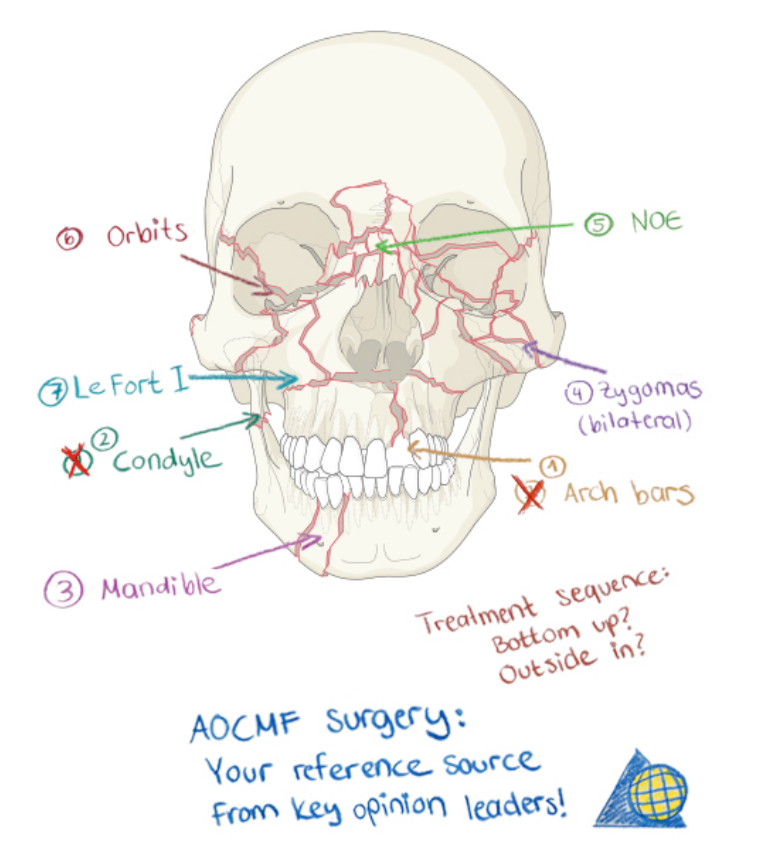 ⑥ Orbits
⑤ NOE
⑦ Le Fort I
④ Zygomas
(bilateral)
②
Condyle
①
Arch bars
③ Mandible
Treatment sequence:
Bottom up?
Outside in?
AOCMF Surgery:
Your reference source
from key opinion leaders!